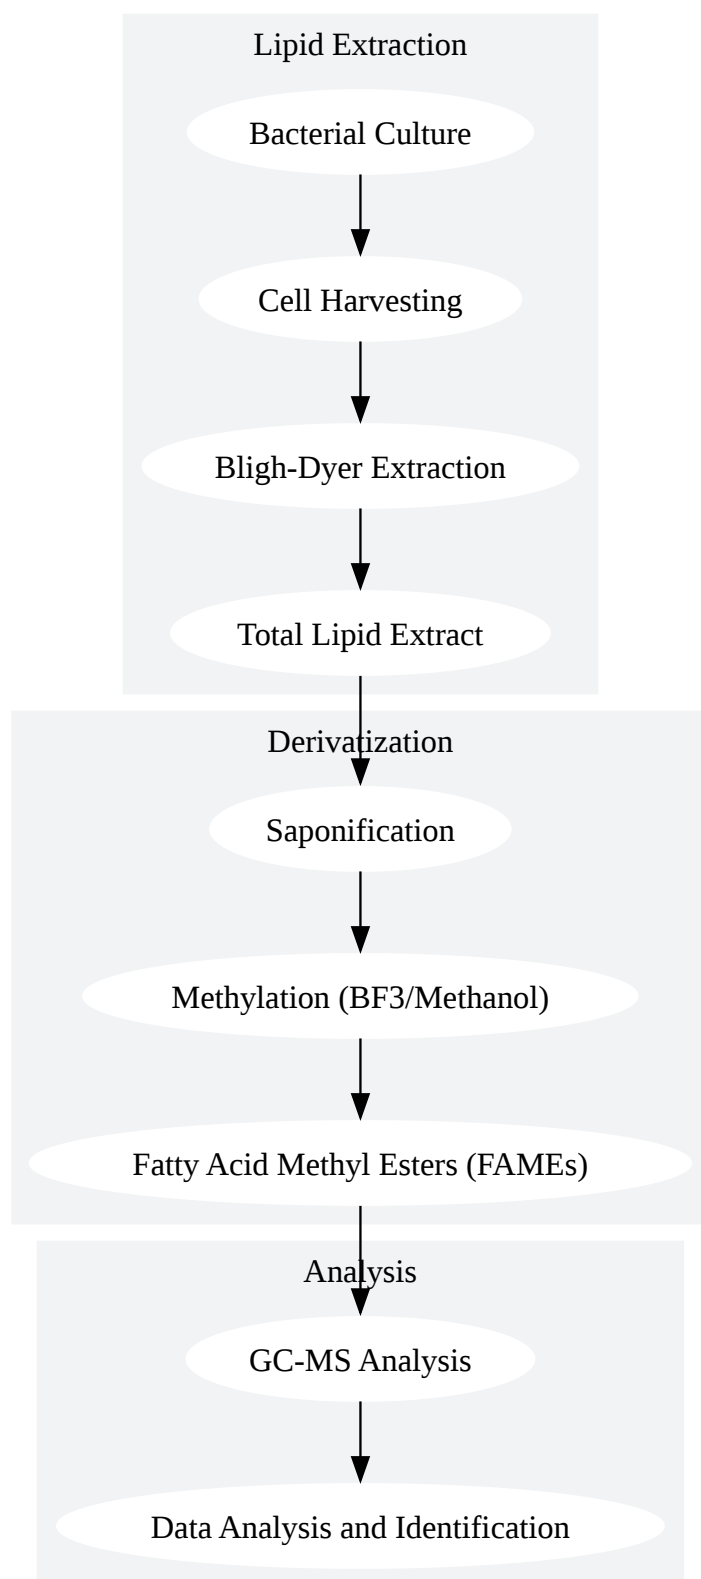 Lipid Extraction
Bacterial Culture
Cell Harvesting
Bligh-Dyer Extraction
Total Lipid Extract
Derivatization
Saponification
Methylation (BF3/Methanol)
Fatty Acid Methyl Esters (FAMEs)
Analysis
GC-MS Analysis
Data Analysis and Identification